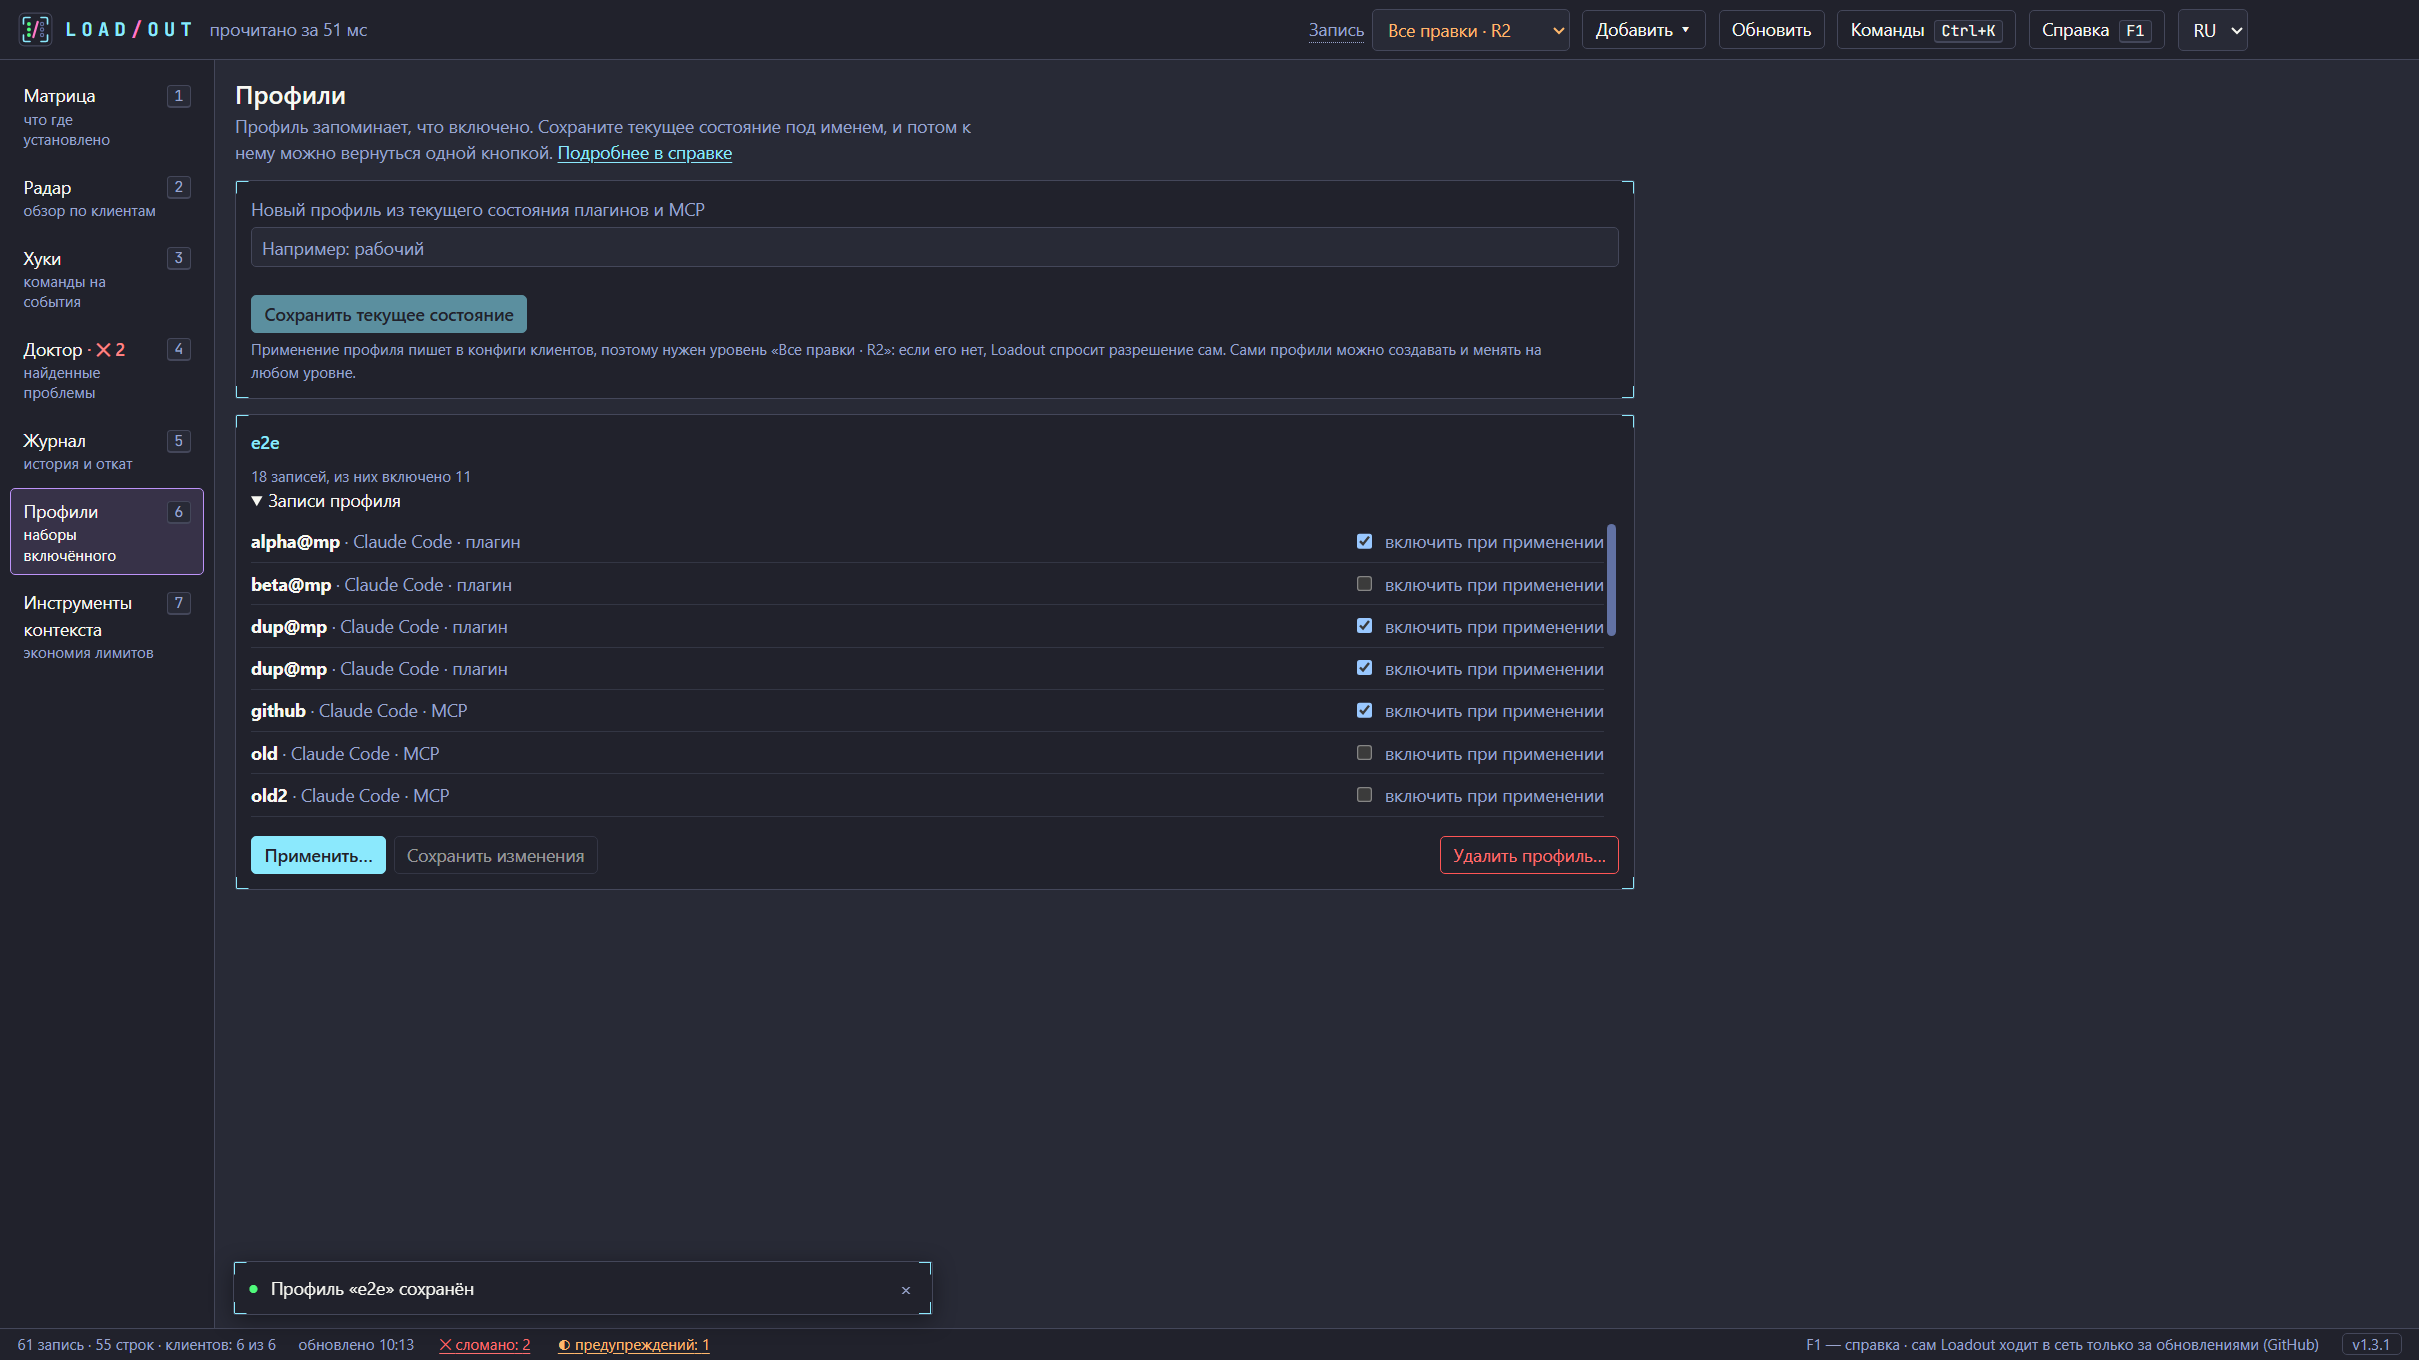 LOAD/OUT прочитано за 51 мс Запись Все правки · R2 Добавить ▼ Обновить Команды Ctrl+K Справка F1 RU
Матрица 1
что где
установлено
Радар 2
обзор по клиентам
Хуки 3
команды на
события
Доктор · ✕ 2 4
найденные
проблемы
Журнал 5
история и откат
Профили 6
наборы
включённого
Инструменты 7
контекста
экономия лимитов
Профили
Профиль запоминает, что включено. Сохраните текущее состояние под именем, и потом к
нему можно вернуться одной кнопкой. Подробнее в справке
Новый профиль из текущего состояния плагинов и MCP
Например: рабочий
Сохранить текущее состояние
Применение профиля пишет в конфиги клиентов, поэтому нужен уровень «Все правки · R2»: если его нет, Loadout спросит разрешение сам. Сами профили можно создавать и менять на
любом уровне.
e2e
18 записей, из них включено 11
▼ Записи профиля
alpha@mp · Claude Code · плагин включить при применении
beta@mp · Claude Code · плагин включить при применении
dup@mp · Claude Code · плагин включить при применении
dup@mp · Claude Code · плагин включить при применении
github · Claude Code · MCP включить при применении
old · Claude Code · MCP включить при применении
old2 · Claude Code · MCP включить при применении
Применить... Сохранить изменения Удалить профиль...
Профиль «e2e» сохранён ×
61 запись · 55 строк · клиентов: 6 из 6 обновлено 10:13 ✕ сломано: 2 ◐ предупреждений: 1 F1 — справка · сам Loadout ходит в сеть только за обновлениями (GitHub) v1.3.1